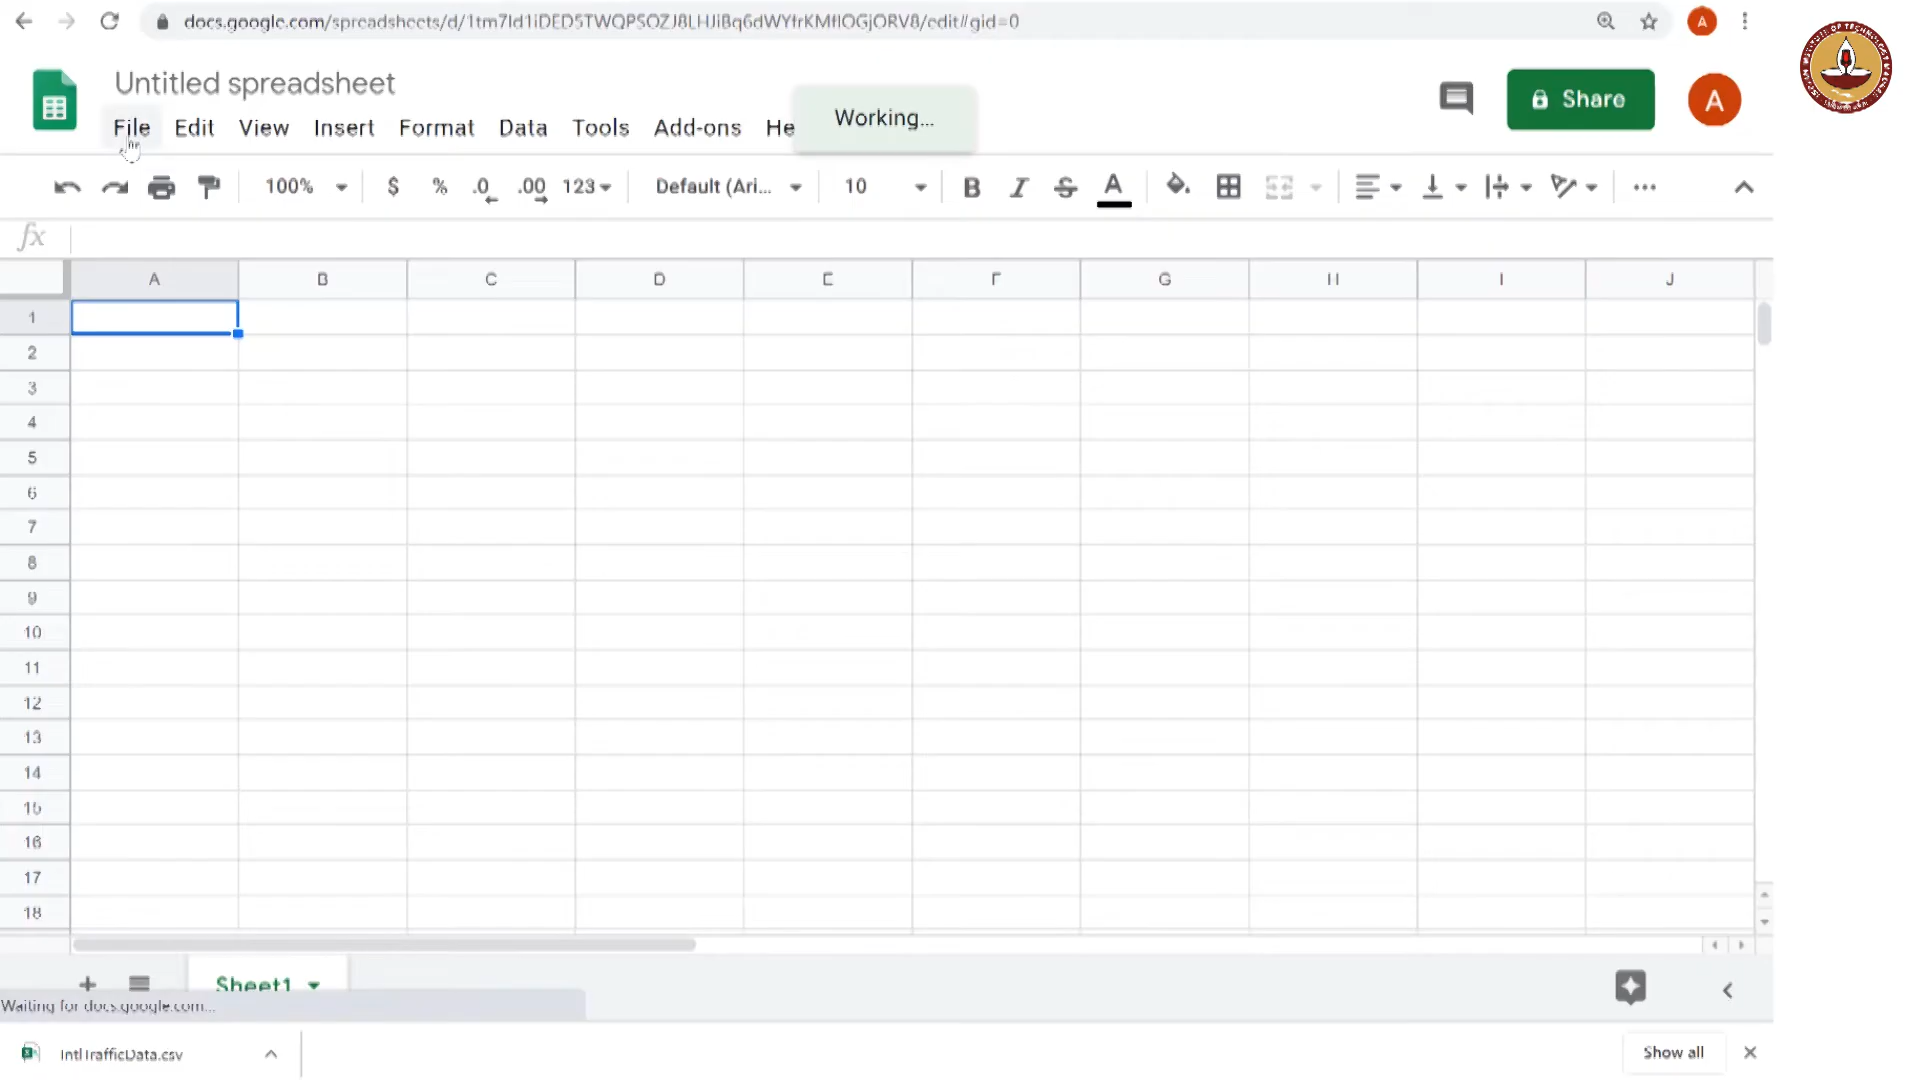 docs.google.com/spreadsheets/d/1tm7Id1iDED5TWQPSOZJ8LHJiBq6dWYfrKMfIOGjORV8/edit#gid=0
A
Untitled spreadsheet
File Edit View Insert Format Data Tools Add-ons He
Working...
Share
A
100% $ % .0 .00 123 Default (Ari... 10 B I S A
fx
A B C D E F G H I J
1
2
3
4
5
6
7
8
9
10
11
12
13
14
15
16
17
18
Sheet1
Waiting for docs.google.com...
IntlTrafficData.csv
Show all